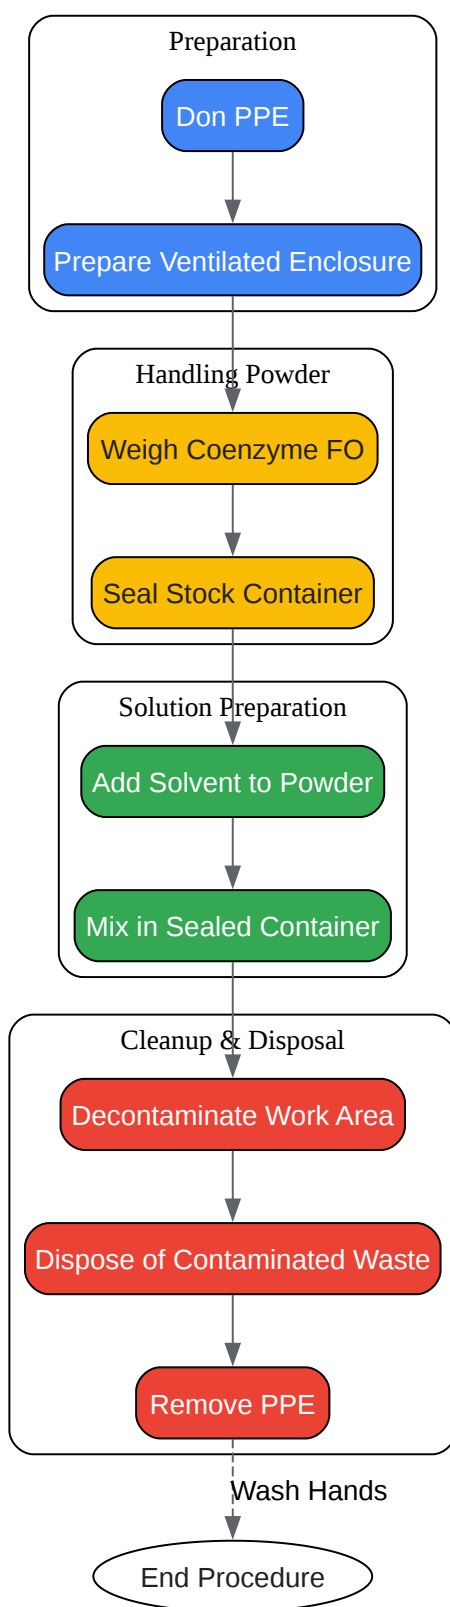 Preparation
Don PPE
Prepare Ventilated Enclosure
Handling Powder
Weigh Coenzyme FO
Seal Stock Container
Solution Preparation
Add Solvent to Powder
Mix in Sealed Container
Cleanup & Disposal
Decontaminate Work Area
Dispose of Contaminated Waste
Remove PPE
Wash Hands
End Procedure